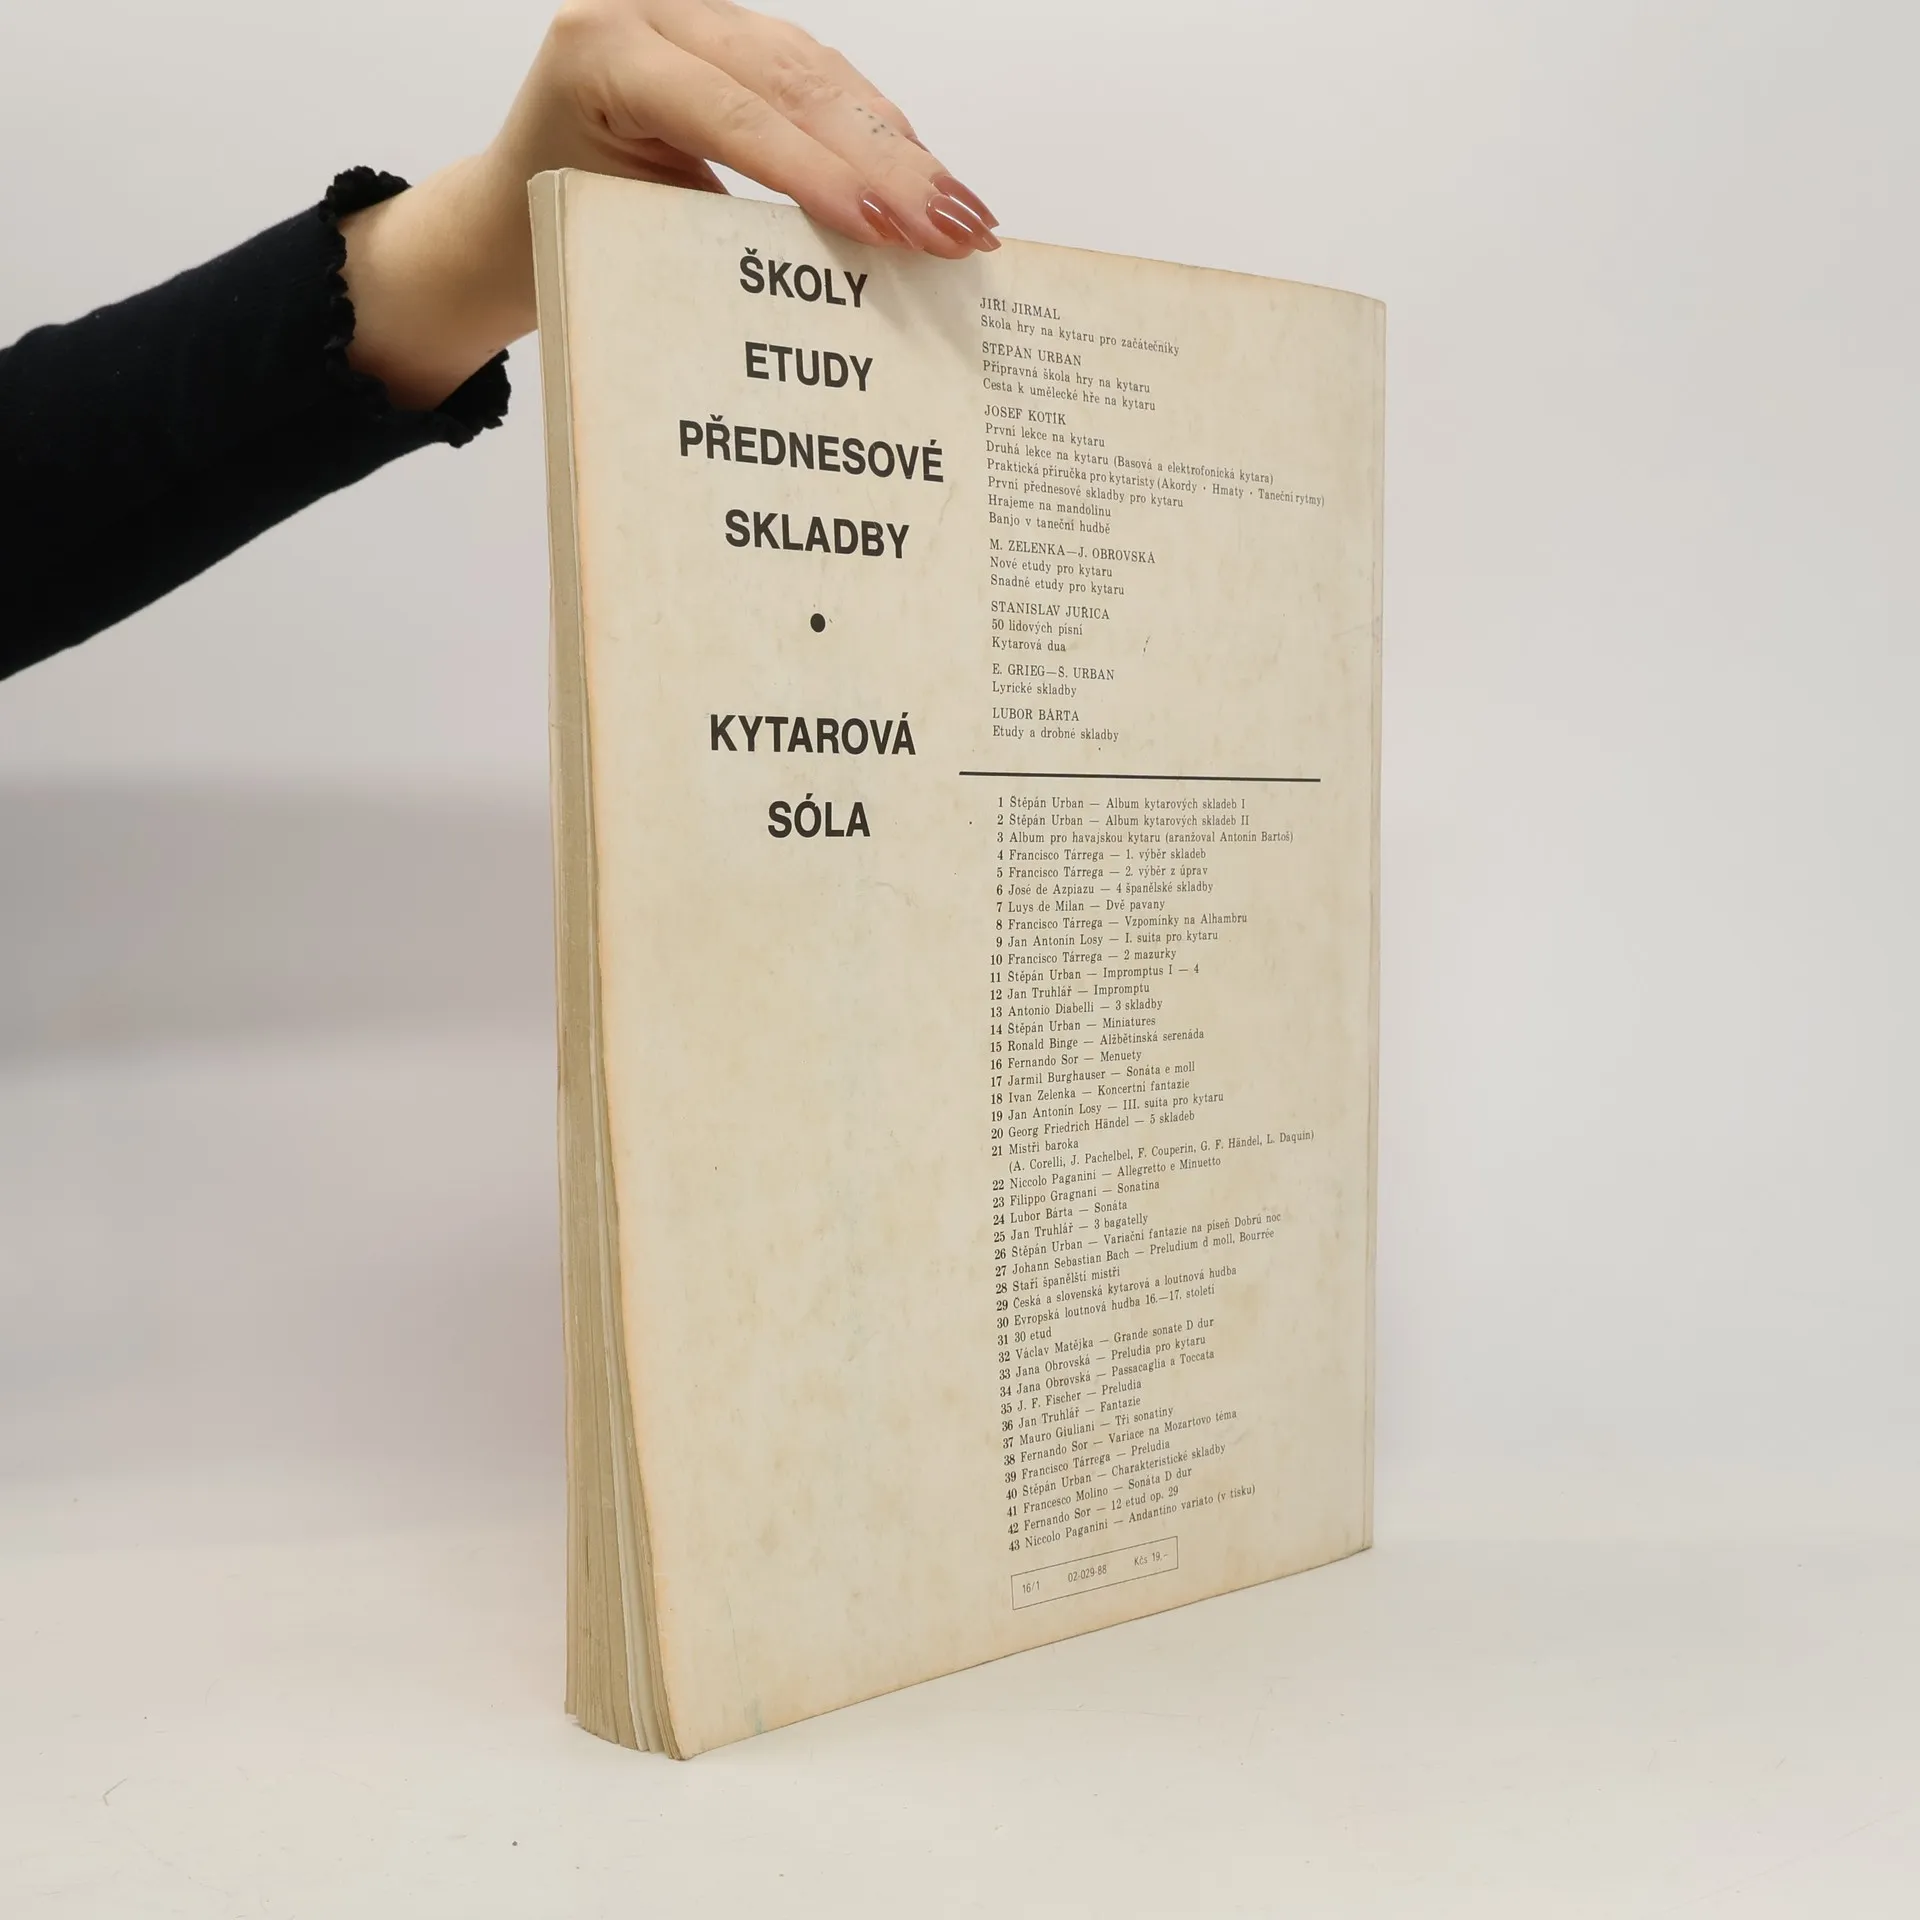 ŠKOLY
ETUDY
PŘEDNESOVÉ
SKLADBY
•
KYTAROVÁ
SÓLA
JIŘÍ JIRMAL
Škola hry na kytaru pro začátečníky
ŠTĚPÁN URBAN
Přípravná škola hry na kytaru
Cesta k umělecké hře na kytaru
JOSEF KOTÍK
První lekce na kytaru
Druhá lekce na kytaru (Basová a elektrofonická kytara)
Praktická příručka pro kytaristy (Akordy · Hmaty · Taneční rytmy)
První přednesové skladby pro kytaru
Hrajeme na mandolínu
Banjo v taneční hudbě
M. ZELENKA—J. OBROVSKÁ
Nové etudy pro kytaru
Snadné etudy pro kytaru
STANISLAV JUŘICA
50 lidových písní
Kytarová dua
E. GRIEG—Š. URBAN
Lyrické skladby
LUBOR BÁRTA
Etudy a drobné skladby
1 Štěpán Urban — Album kytarových skladeb I
2 Štěpán Urban — Album kytarových skladeb II
3 Album pro havajskou kytaru (aranžoval Antonín Bartoš)
4 Francisco Tárrega — 1. výběr skladeb
5 Francisco Tárrega — 2. výběr z úprav
6 José de Azpiazu — 4 španělské skladby
7 Luys de Milan — Dvě pavany
8 Francisco Tárrega — Vzpomínky na Alhambru
9 Jan Antonín Losy — I. suita pro kytaru
10 Francisco Tárrega — 2 mazurky
11 Štěpán Urban — Impromptus I — 4
12 Jan Truhlář — Impromptu
13 Antonio Diabelli — 3 skladby
14 Štěpán Urban — Miniatures
15 Ronald Binge — Alžbětinská serenáda
16 Fernando Sor — Menuety
17 Jarmil Burghauser — Sonáta e moll
18 Ivan Zelenka — Koncertní fantazie
19 Jan Antonín Losy — III. suita pro kytaru
20 Georg Friedrich Händel — 5 skladeb
21 Mistři baroka
(A. Corelli, J. Pachelbel, F. Couperin, G. F. Händel, L. Daquin)
22 Niccolo Paganini — Allegretto e Minuetto
23 Filippo Gragnani — Sonatina
24 Lubor Bárta — Sonáta
25 Jan Truhlář — 3 bagatelly
26 Štěpán Urban — Variační fantazie na píseň Dobrú noc
27 Johann Sebastian Bach — Preludium d moll, Bourrée
28 Staří španělští mistři
29 Česká a slovenská kytarová a loutnová hudba
30 Evropská loutnová hudba 16.—17. století
31 30 etud
32 Václav Matějka — Grande sonate D dur
33 Jana Obrovská — Preludia pro kytaru
34 Jana Obrovská — Passacaglia a Toccata
35 J. F. Fischer — Preludia
36 Jan Truhlář — Fantazie
37 Mauro Giuliani — Tři sonatiny
38 Fernando Sor — Variace na Mozartovo téma
39 Francisco Tárrega — Preludia
40 Štěpán Urban — Charakteristické skladby
41 Francesco Molino — Sonáta D dur
42 Fernando Sor — 12 etud op. 29
43 Niccolo Paganini — Andantino variato (v tisku)
16/1 02-029-88 Kčs 19,–